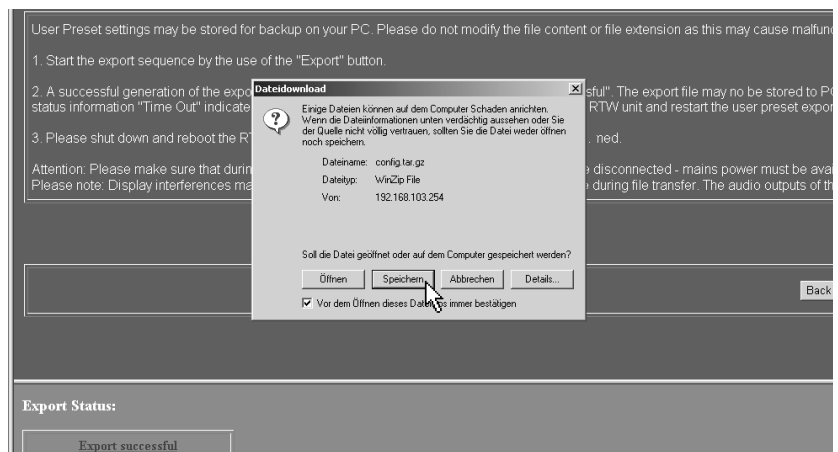 User Preset settings may be stored for backup on your PC. Please do not modify the file content or file extension as this may cause malfunc
1. Start the export sequence by the use of the "Export" button.
2. A successful generation of the expo
sful". The export file may no be stored to PC
status information "Time Out" indicate
RTW unit and restart the user preset expor
3. Please shut down and reboot the RT
ned.
Attention: Please make sure that durin
disconnected - mains power must be avai
Please note: Display interferences ma
during file transfer. The audio outputs of th
Dateidownload
Einige Dateien können auf dem Computer Schaden anrichten.
Wenn die Dateiinformationen unten verdächtig aussehen oder Sie
der Quelle nicht völlig vertrauen, sollten Sie die Datei weder öffnen
noch speichern.
Dateiname: config.tar.gz
Dateityp: WinZip File
Von: 192.168.103.254
Soll die Datei geöffnet oder auf dem Computer gespeichert werden?
Öffnen Speichern Abbrechen Details...
Vor dem Öffnen dieses immer bestätigen
Back
Export Status:
Export successful